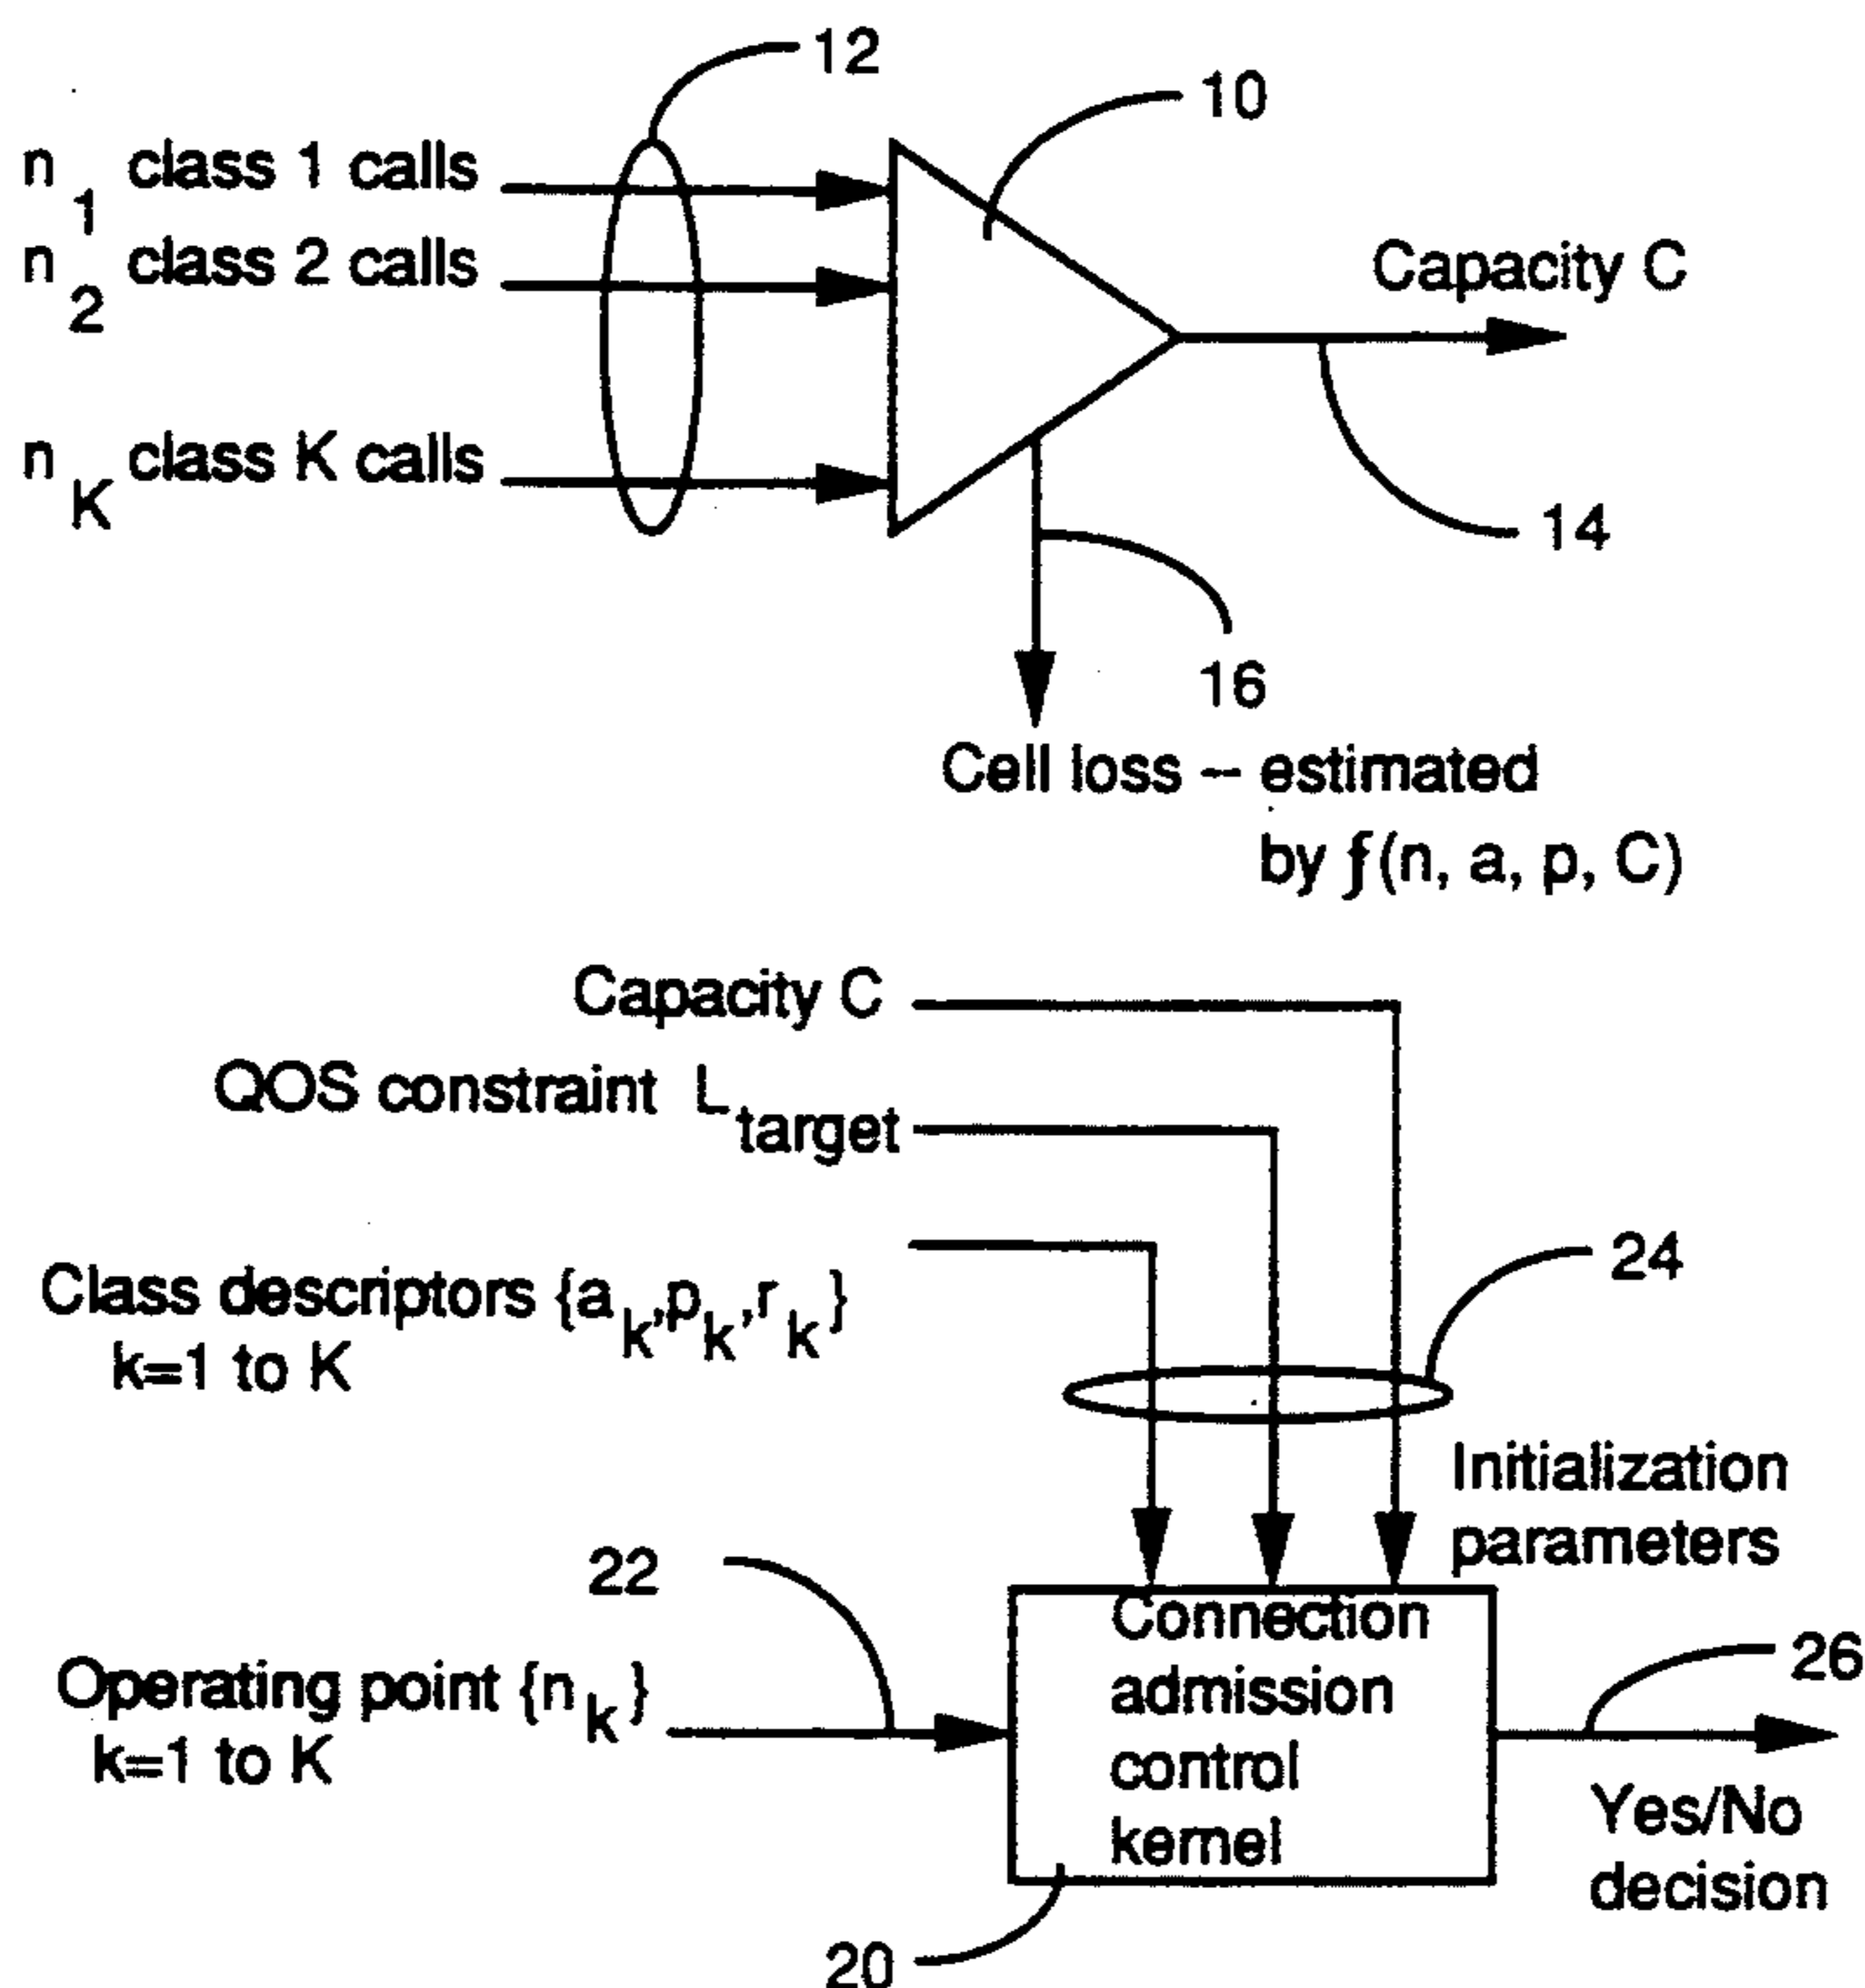 12
10
n1 class 1 calls
n2 class 2 calls
Capacity C
nK class K calls
14
16
Cell loss -- estimated
by f(n, a, p, C)
Capacity C
QOS constraint Ltarget
24
Class descriptors {ak,pk,rk}
k=1 to K
Initialization
parameters
22
Connection
admission
control
kernel
26
Operating point {nk}
k=1 to K
Yes/No
decision
20